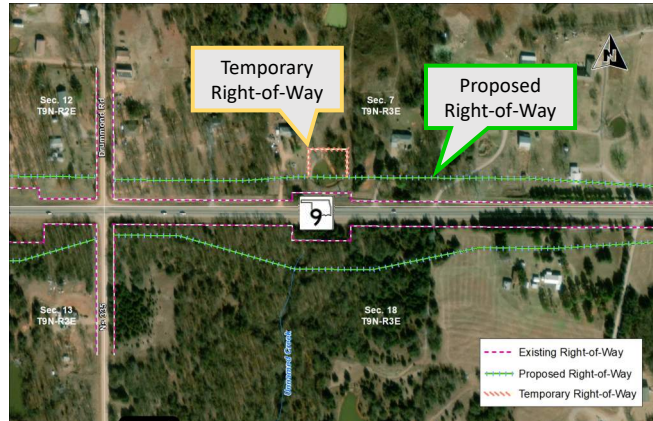 Temporary
Right-of-Way
Proposed
Right-of-Way
N
Sec. 12
T9N-R2E
Sec. 7
T9N-R3E
Drummond Rd
9
Sec. 13
T9N-R2E
Sec. 18
T9N-R3E
Unnamed Creek
Existing Right-of-Way
Proposed Right-of-Way
Temporary Right-of-Way